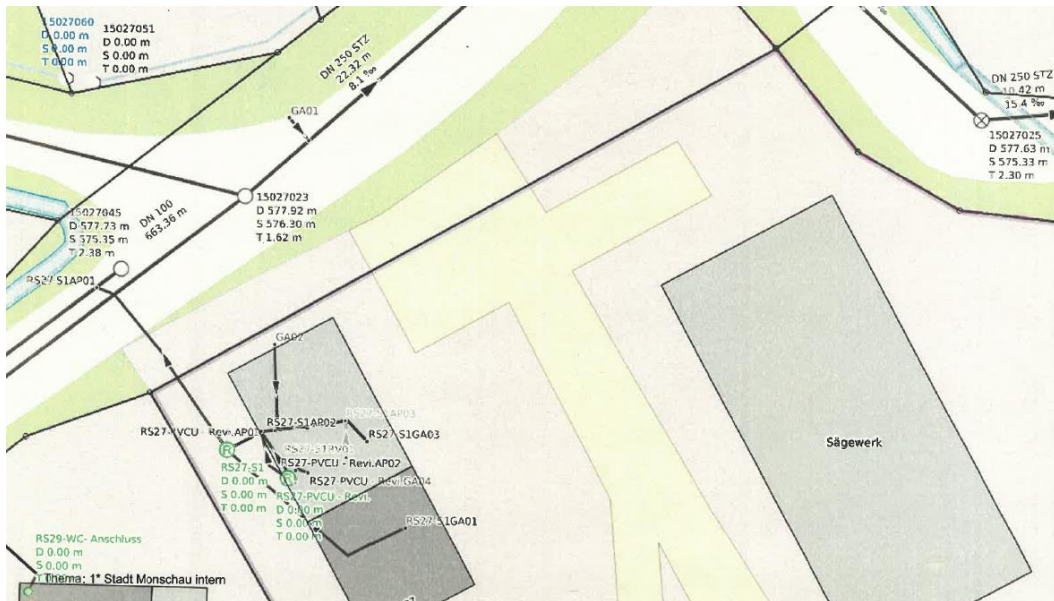 15027060
D 0.00 m
S 0.00 m
T 0.00 m
15027051
D 0.00 m
S 0.00 m
T 0.00 m
DN 250 STZ
22.32 m
8.1 ‰
GA01
DN 250 STZ
10.42 m
15.4 ‰
15027025
D 577.63 m
S 575.33 m
T 2.30 m
15027023
D 577.92 m
S 576.30 m
T 1.62 m
DN 100
663.36 m
15027045
D 577.73 m
S 575.35 m
T 2.38 m
RS27-S1AP01
GA02
RS27-S1AP03
RS27-S1AP02
RS27-PVCU - Revi.AP01
RS27-S1GA03
RS27-S1RV01
RS27-PVCU - Revi.AP02
RS27-PVCU - Revi.GA04
R
RS27-S1
D 0.00 m
S 0.00 m
T 0.00 m
R
RS27-PVCU - Revi.
D 0.00 m
S 0.00 m
T 0.00 m
RS27-S1GA01
Sägewerk
RS29-WC- Anschluss
D 0.00 m
S 0.00 m
Thema: 1* Stadt Monschau intern